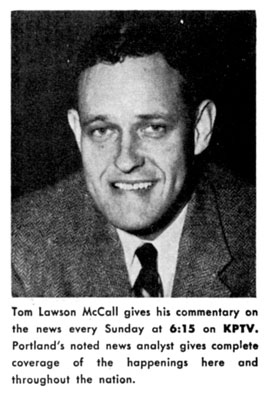 Tom Lawson McCall gives his commentary on
the news every Sunday at 6:15 on KPTV.
Portland's noted news analyst gives complete
coverage of the happenings here and
throughout the nation.